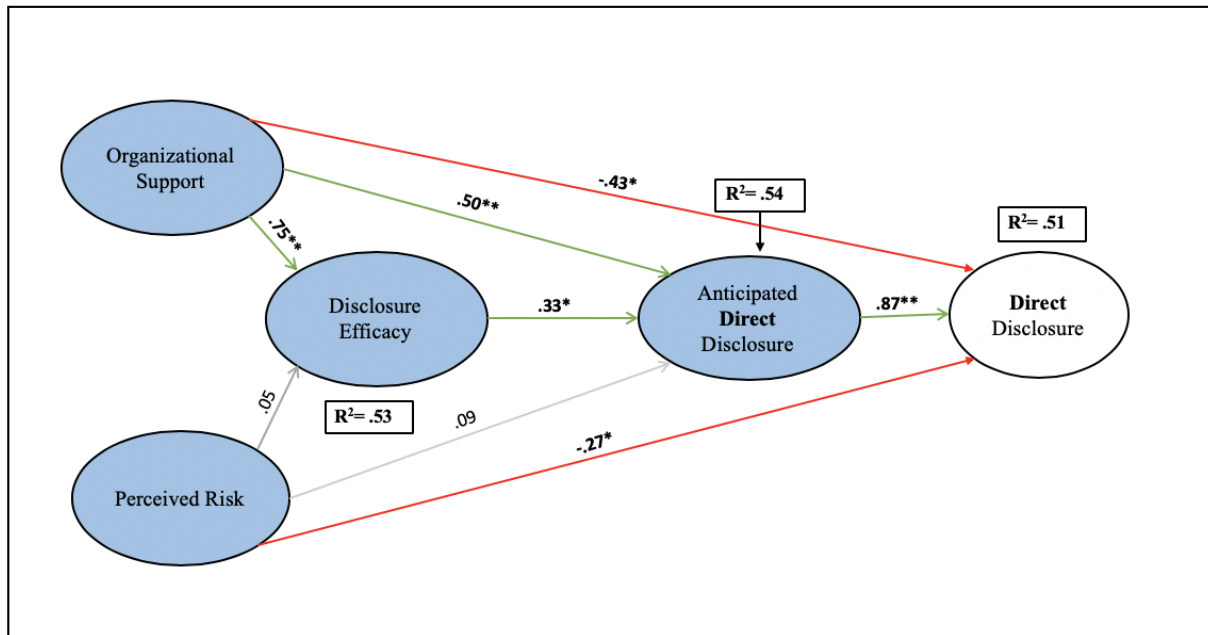 Organizational
Support
-.43*
.50**
R²= .54
R²= .51
.75**
Disclosure
Efficacy
.33*
Anticipated
Direct
Disclosure
.87**
Direct
Disclosure
.05
R²= .53
.09
-.27*
Perceived Risk